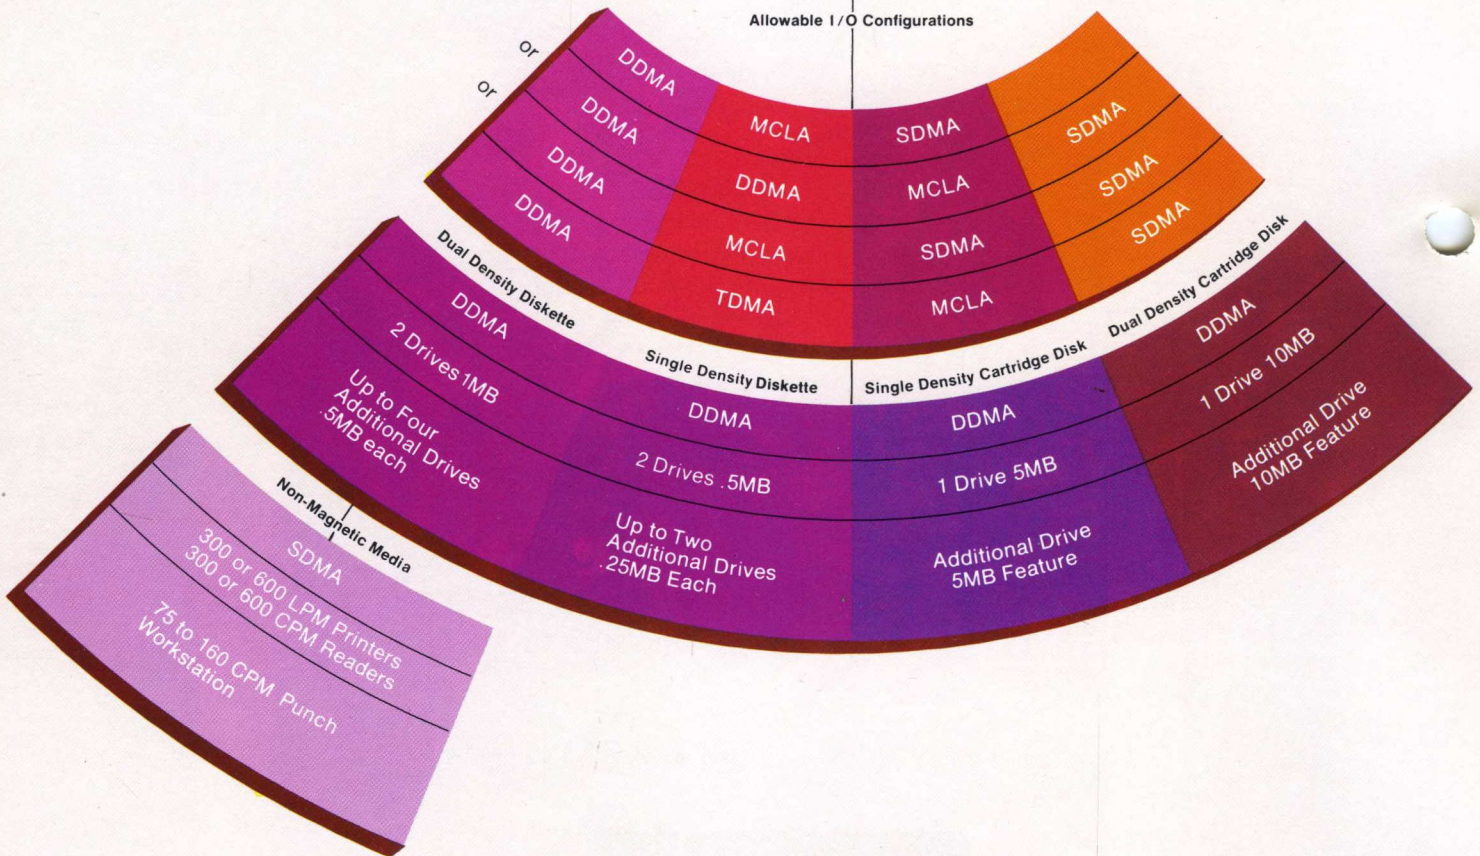 Allowable I/O Configurations
or
or
DDMA
MCLA
SDMA
DDMA
DDMA
MCLA
SDMA
DDMA
MCLA
SDMA
SDMA
DDMA
TDMA
MCLA
SDMA
Dual Density Diskette
Single Density Diskette
Single Density Cartridge Disk
Dual Density Cartridge Disk
DDMA
2 Drives 1MB
Up to Four
Additional Drives
.5MB each
DDMA
2 Drives .5MB
Up to Two
Additional Drives
.25MB Each
DDMA
1 Drive 5MB
Additional Drive
5MB Feature
DDMA
1 Drive 10MB
Additional Drive
10MB Feature
Non-Magnetic Media
SDMA
300 or 600 LPM Printers
300 or 600 CPM Readers
75 to 160 CPM Punch
Workstation